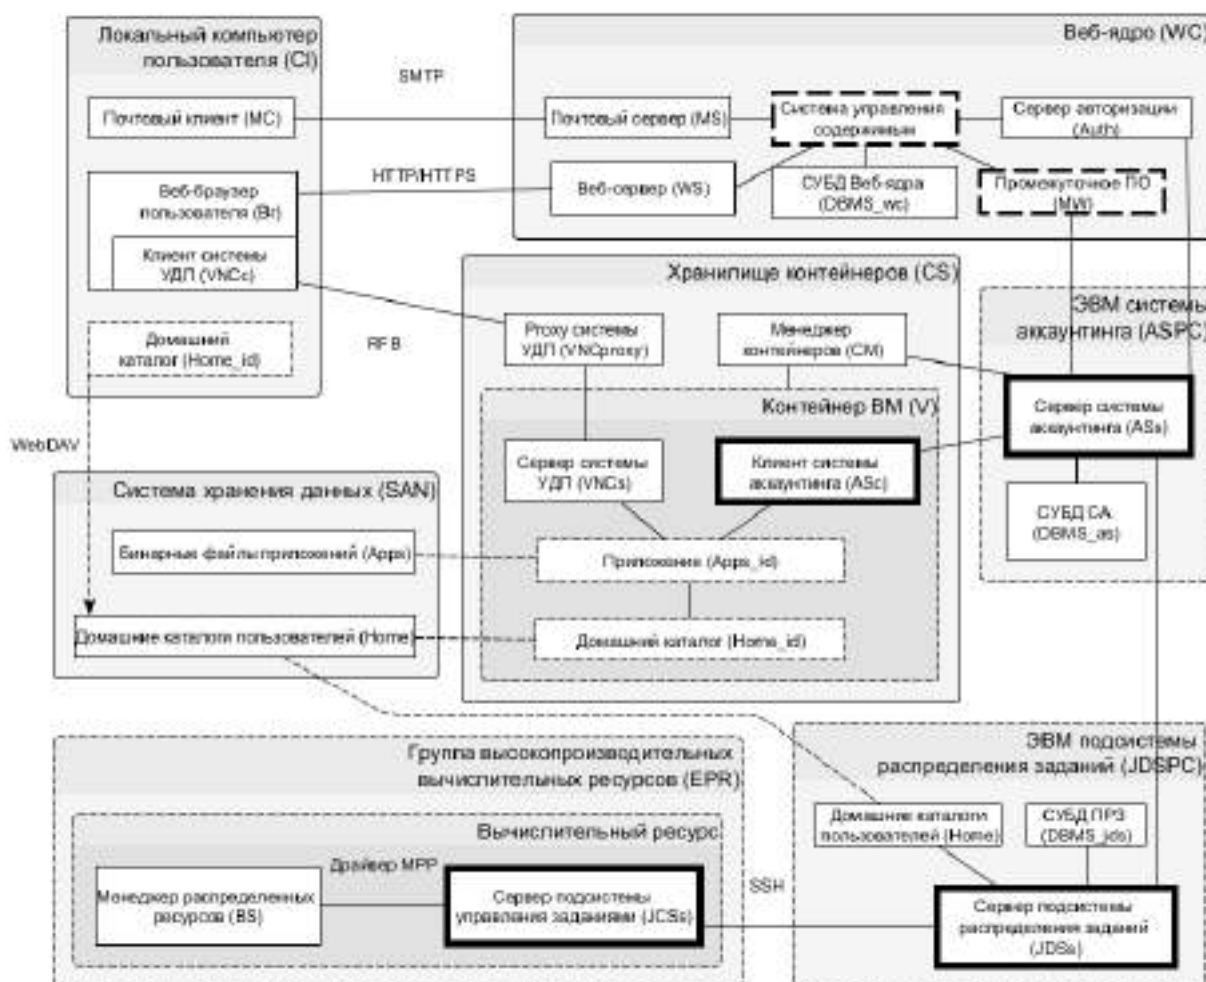 Локальный компьютер
пользователя (CI)
Почтовый клиент (MC)
Веб-браузер
пользователя (Br)
Клиент системы
УДП (VNCc)
Домашний
каталог (Home_id)
SMTP
HTTP/HTTPS
RFB
WebDAV
Веб-ядро (WC)
Почтовый сервер (MS)
Система управления
содержимым
Сервер авторизации
(Auth)
Веб-сервер (WS)
СУБД Веб-ядра
(DBMS_wc)
Промежуточное ПО
(MW)
Хранилище контейнеров (CS)
Proxy системы
УДП (VNCproxy)
Менеджер
контейнеров (CM)
Контейнер ВМ (V)
Сервер системы
УДП (VNCs)
Клиент системы
аккаунтинга (ASc)
Приложение (Apps_id)
Домашний каталог (Home_id)
ЭВМ системы
аккаунтинга (ASPC)
Сервер системы
аккаунтинга (ASs)
СУБД СА
(DBMS_as)
Система хранения данных (SAN)
Бинарные файлы приложений (Apps)
Домашние каталоги пользователей (Home)
Группа высокопроизводительных
вычислительных ресурсов (EPR)
Вычислительный ресурс
Драйвер MPP
Менеджер распределенных
ресурсов (BS)
Сервер подсистемы
управления заданиями (JCSs)
SSH
ЭВМ подсистемы
распределения заданий (JDSPC)
Домашние каталоги
пользователей (Home)
СУБД ПРЗ
(DBMS_jds)
Сервер подсистемы
распределения заданий
(JDSs)